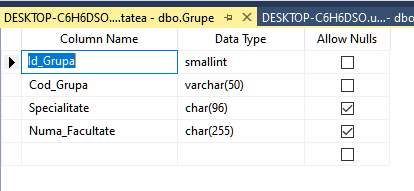 DESKTOP-C6H6DSO....tatea - dbo.Grupe DESKTOP-C6H6DSO.u...- dbo
Column Name Data Type Allow Nulls
Id_Grupa smallint
Cod_Grupa varchar(50)
Specialitate char(96)
Numa_Facultate char(255)